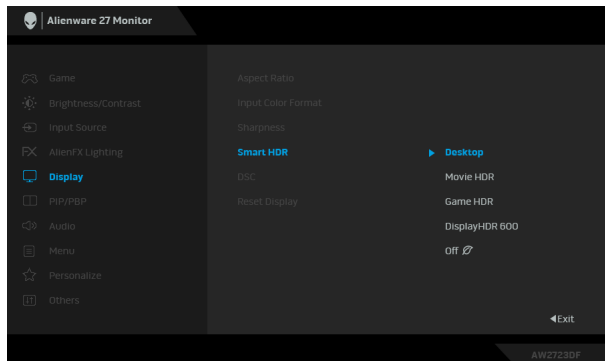 Alienware 27 Monitor
Game
Brightness/Contrast
Input Source
AlienFX Lighting
Display
PIP/PBP
Audio
Menu
Personalize
Others
Aspect Ratio
Input Color Format
Sharpness
Smart HDR
DSC
Reset Display
Desktop
Movie HDR
Game HDR
DisplayHDR 600
Off
Exit
AW2723DF